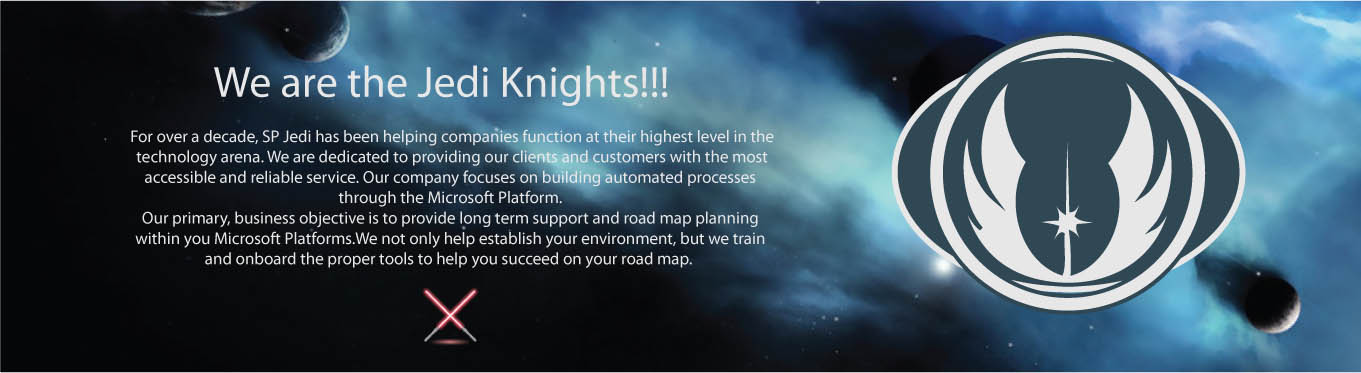 We are the Jedi Knights!!!
For over a decade, SP Jedi has been helping companies function at their highest level in the
technology arena. We are dedicated to providing our clients and customers with the most
accessible and reliable service. Our company focuses on building automated processes
through the Microsoft Platform.
Our primary, business objective is to provide long term support and road map planning
within you Microsoft Platforms.We not only help establish your environment, but we train
and onboard the proper tools to help you succeed on your road map.